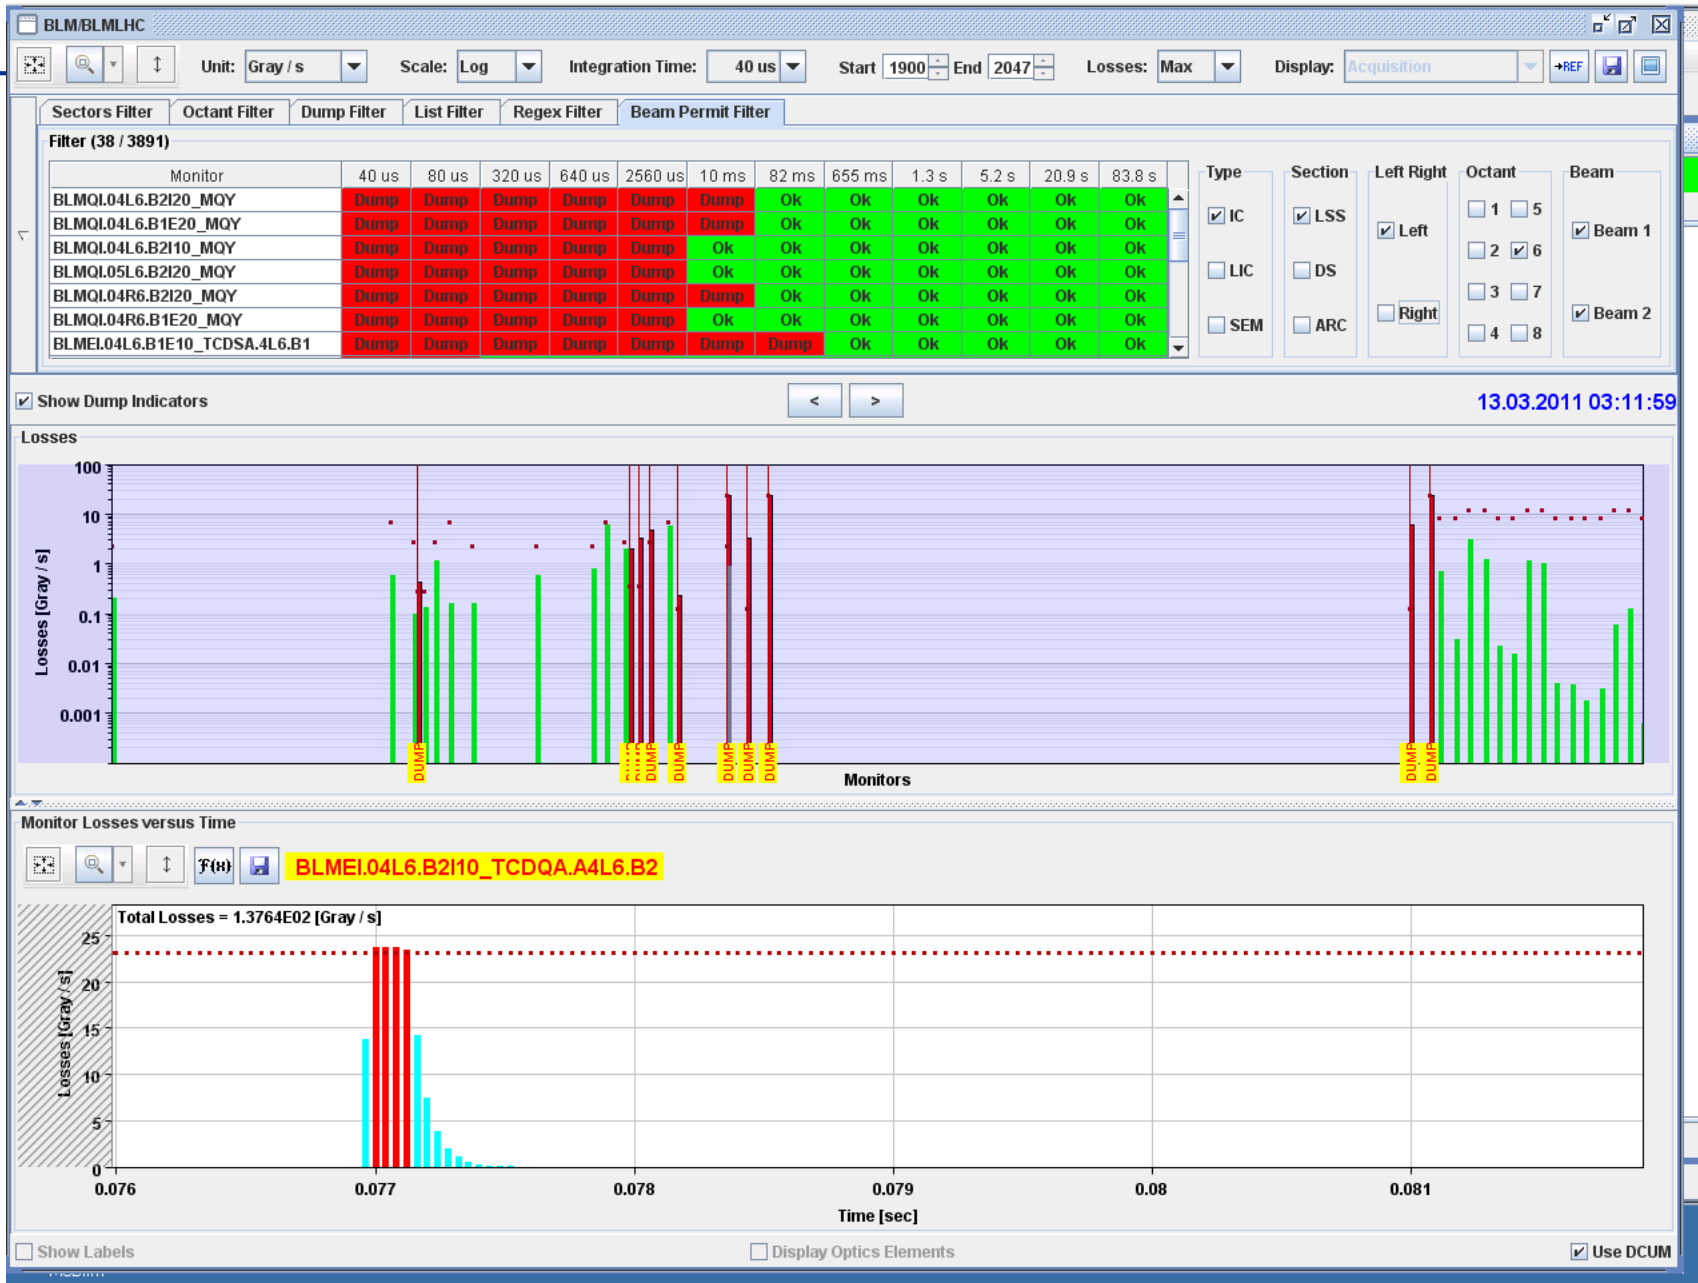 BLM/BLMLHC
Unit: Gray / s Scale: Log Integration Time: 40 us Start 1900 End 2047 Losses: Max Display: Acquisition →REF
Sectors Filter Octant Filter Dump Filter List Filter Regex Filter Beam Permit Filter
Filter (38 / 3891)
Monitor 40 us 80 us 320 us 640 us 2560 us 10 ms 82 ms 655 ms 1.3 s 5.2 s 20.9 s 83.8 s
BLMQI.04L6.B2I20_MQY Dump Dump Dump Dump Dump Dump Ok Ok Ok Ok Ok Ok
BLMQI.04L6.B1E20_MQY Dump Dump Dump Dump Dump Dump Ok Ok Ok Ok Ok Ok
BLMQI.04L6.B2I10_MQY Dump Dump Dump Dump Dump Ok Ok Ok Ok Ok Ok Ok
BLMQI.05L6.B2I20_MQY Dump Dump Dump Dump Dump Ok Ok Ok Ok Ok Ok Ok
BLMQI.04R6.B2I20_MQY Dump Dump Dump Dump Dump Dump Ok Ok Ok Ok Ok Ok
BLMQI.04R6.B1E20_MQY Dump Dump Dump Dump Dump Ok Ok Ok Ok Ok Ok Ok
BLMEI.04L6.B1E10_TCDSA.4L6.B1 Dump Dump Dump Dump Dump Dump Dump Ok Ok Ok Ok Ok
Type Section Left Right Octant Beam
IC LSS Left 1 5 Beam 1
2 6
LIC DS
3 7
SEM ARC Right 4 8 Beam 2
Show Dump Indicators < > 13.03.2011 03:11:59
Losses
100
10
1
0.1
0.01
0.001
Losses [Gray / s]
DUMP DUMP DUMP DUMP DUMP DUMP DUMP DUMP DUMP DUMP
Monitors
Monitor Losses versus Time
F(x) BLMEI.04L6.B2I10_TCDQA.A4L6.B2
Total Losses = 1.3764E02 [Gray / s]
25
20
15
10
5
0
Losses [Gray / s]
0.076 0.077 0.078 0.079 0.08 0.081
Time [sec]
Show Labels Display Optics Elements Use DCUM